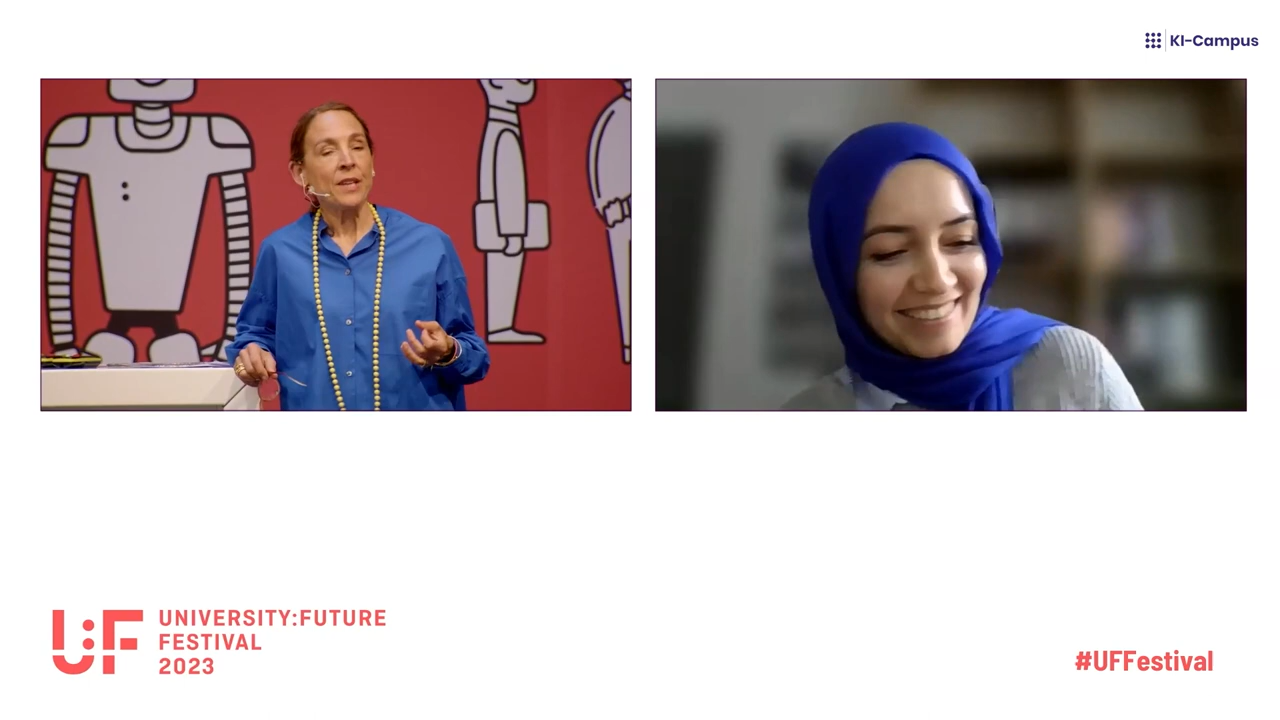 KI-Campus
UNIVERSITY:FUTURE
FESTIVAL
2023
U:F
#UFFestival